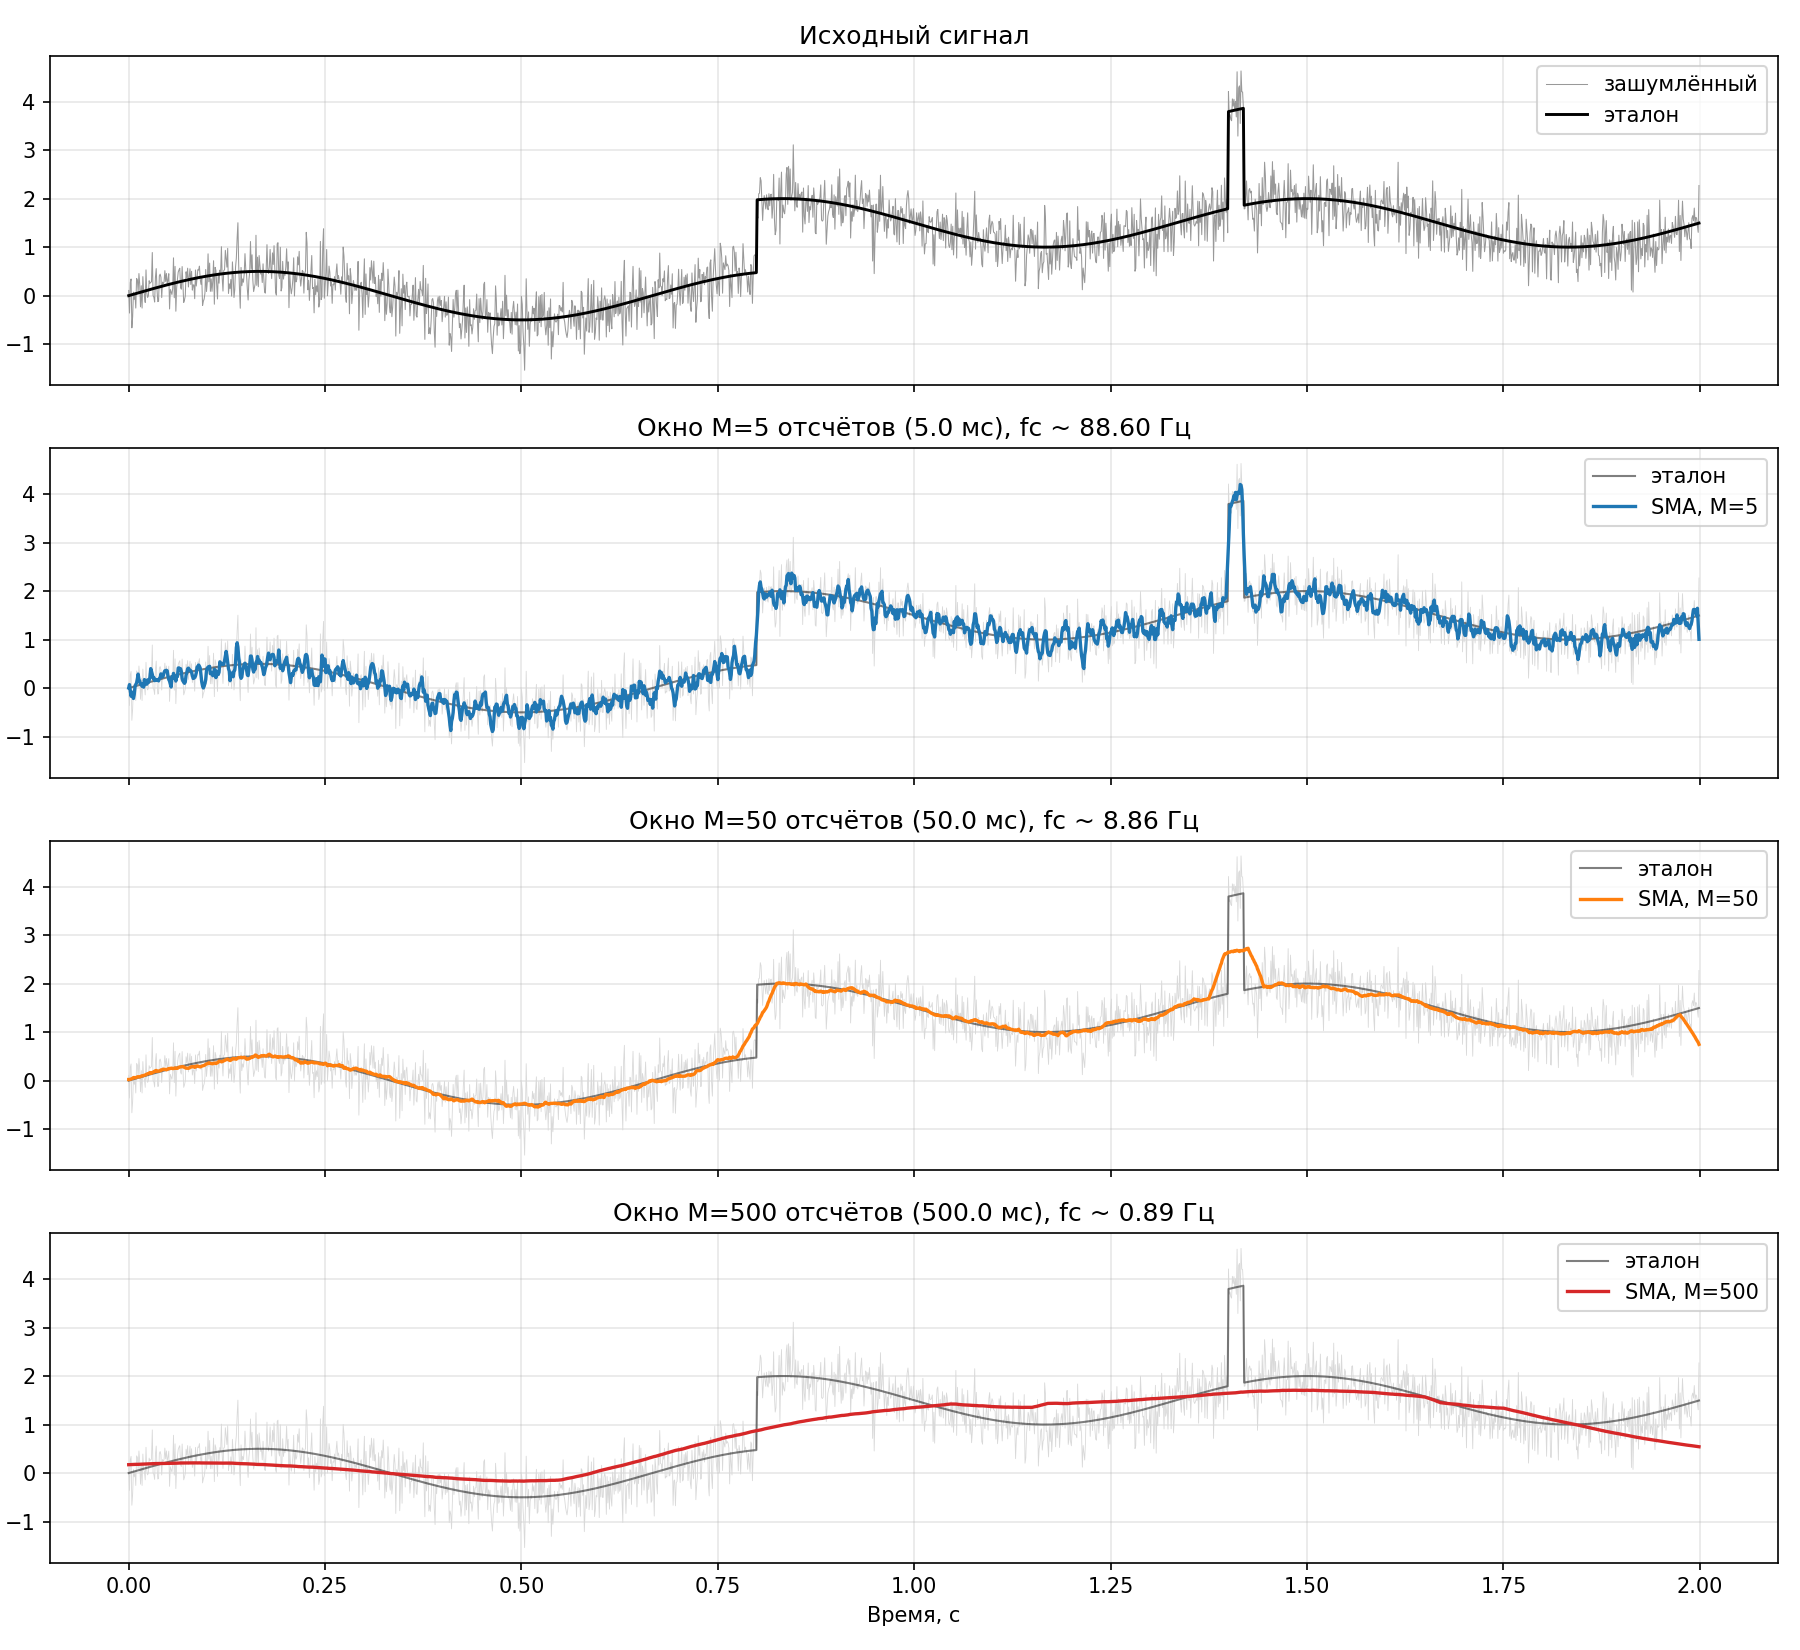 Исходный сигнал
зашумлённый
эталон
4
3
2
1
0
−1
Окно M=5 отсчётов (5.0 мс), fc ~ 88.60 Гц
эталон
SMA, M=5
4
3
2
1
0
−1
Окно M=50 отсчётов (50.0 мс), fc ~ 8.86 Гц
эталон
SMA, M=50
4
3
2
1
0
−1
Окно M=500 отсчётов (500.0 мс), fc ~ 0.89 Гц
эталон
SMA, M=500
4
3
2
1
0
−1
0.00 0.25 0.50 0.75 1.00 1.25 1.50 1.75 2.00
Время, с